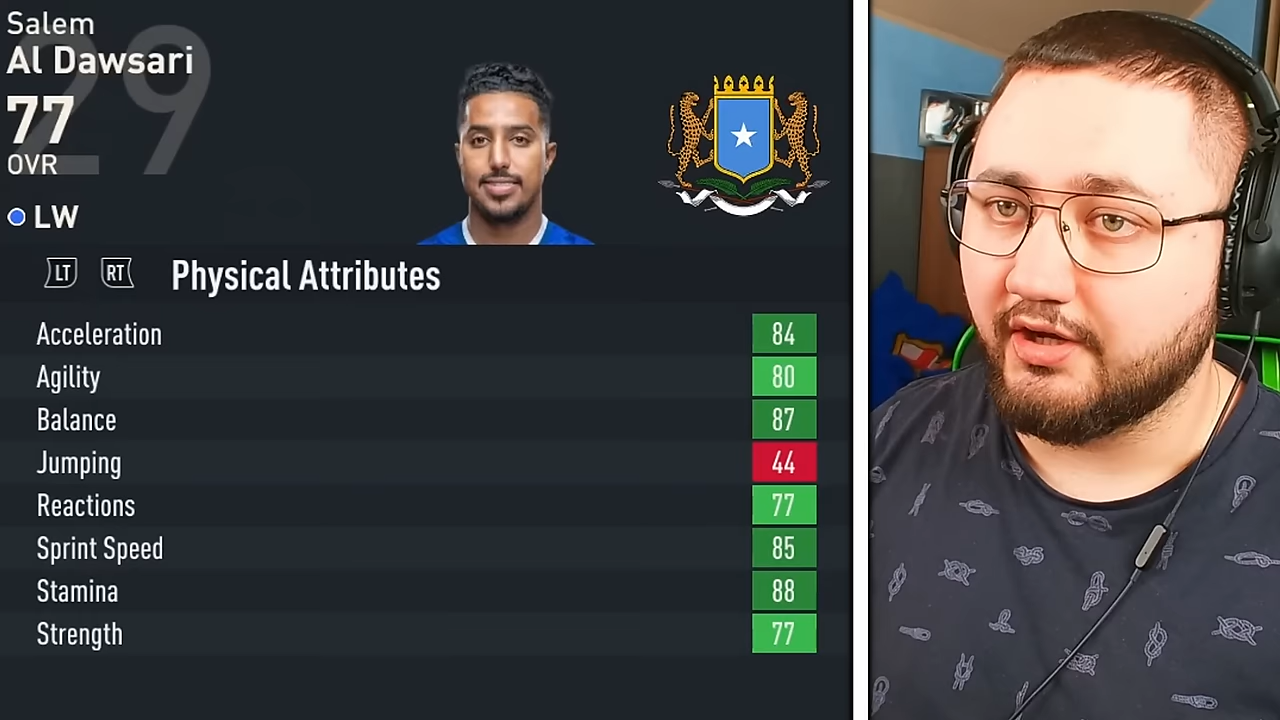 29
Salem
Al Dawsari
77
OVR
LW
LT RT Physical Attributes
Acceleration 84
Agility 80
Balance 87
Jumping 44
Reactions 77
Sprint Speed 85
Stamina 88
Strength 77